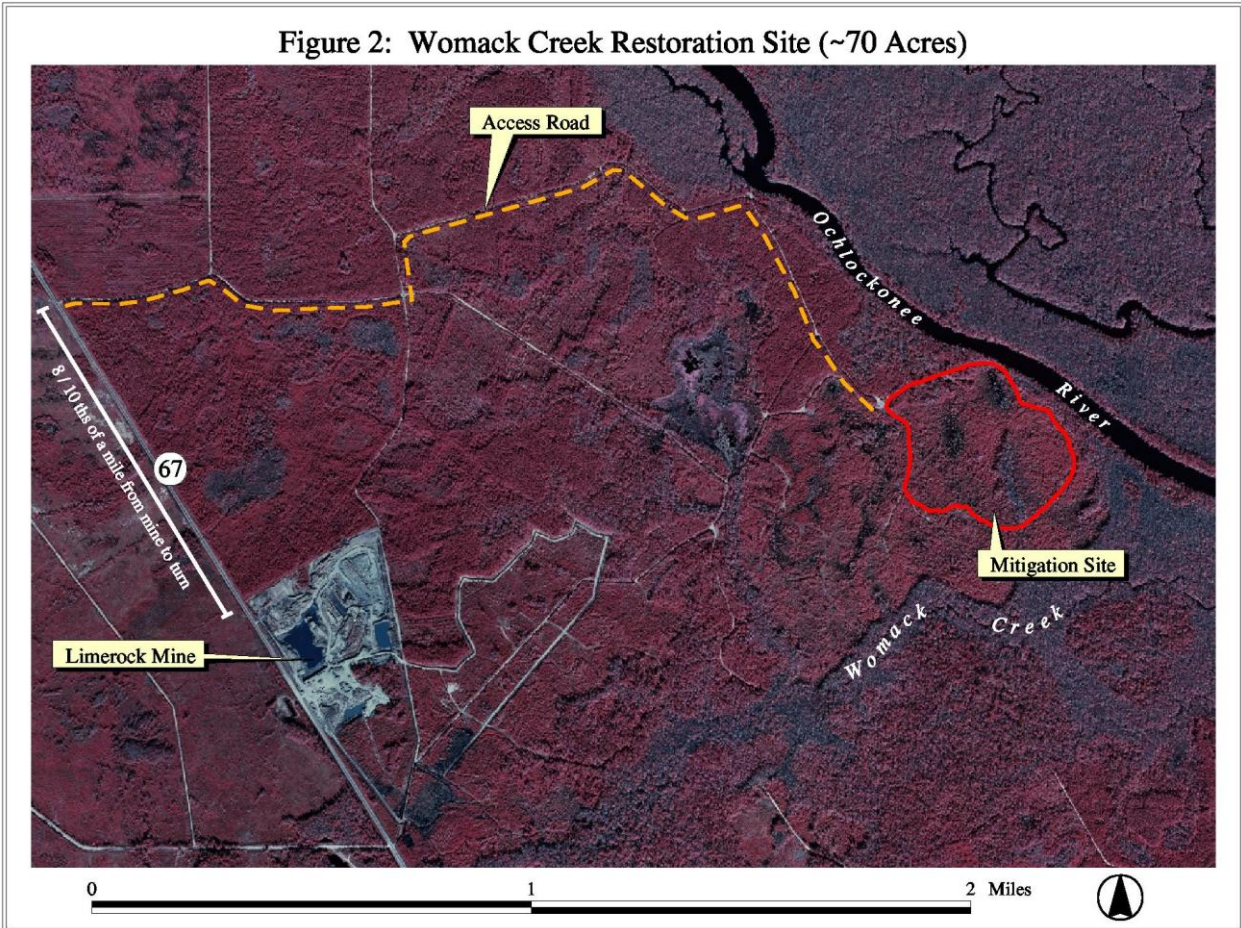 Figure 2: Womack Creek Restoration Site (~70 Acres)
Access Road
Ochlockonee
River
8 / 10 ths of a mile from mine to turn
67
Mitigation Site
Limerock Mine
Womack
Creek
0
1
2 Miles